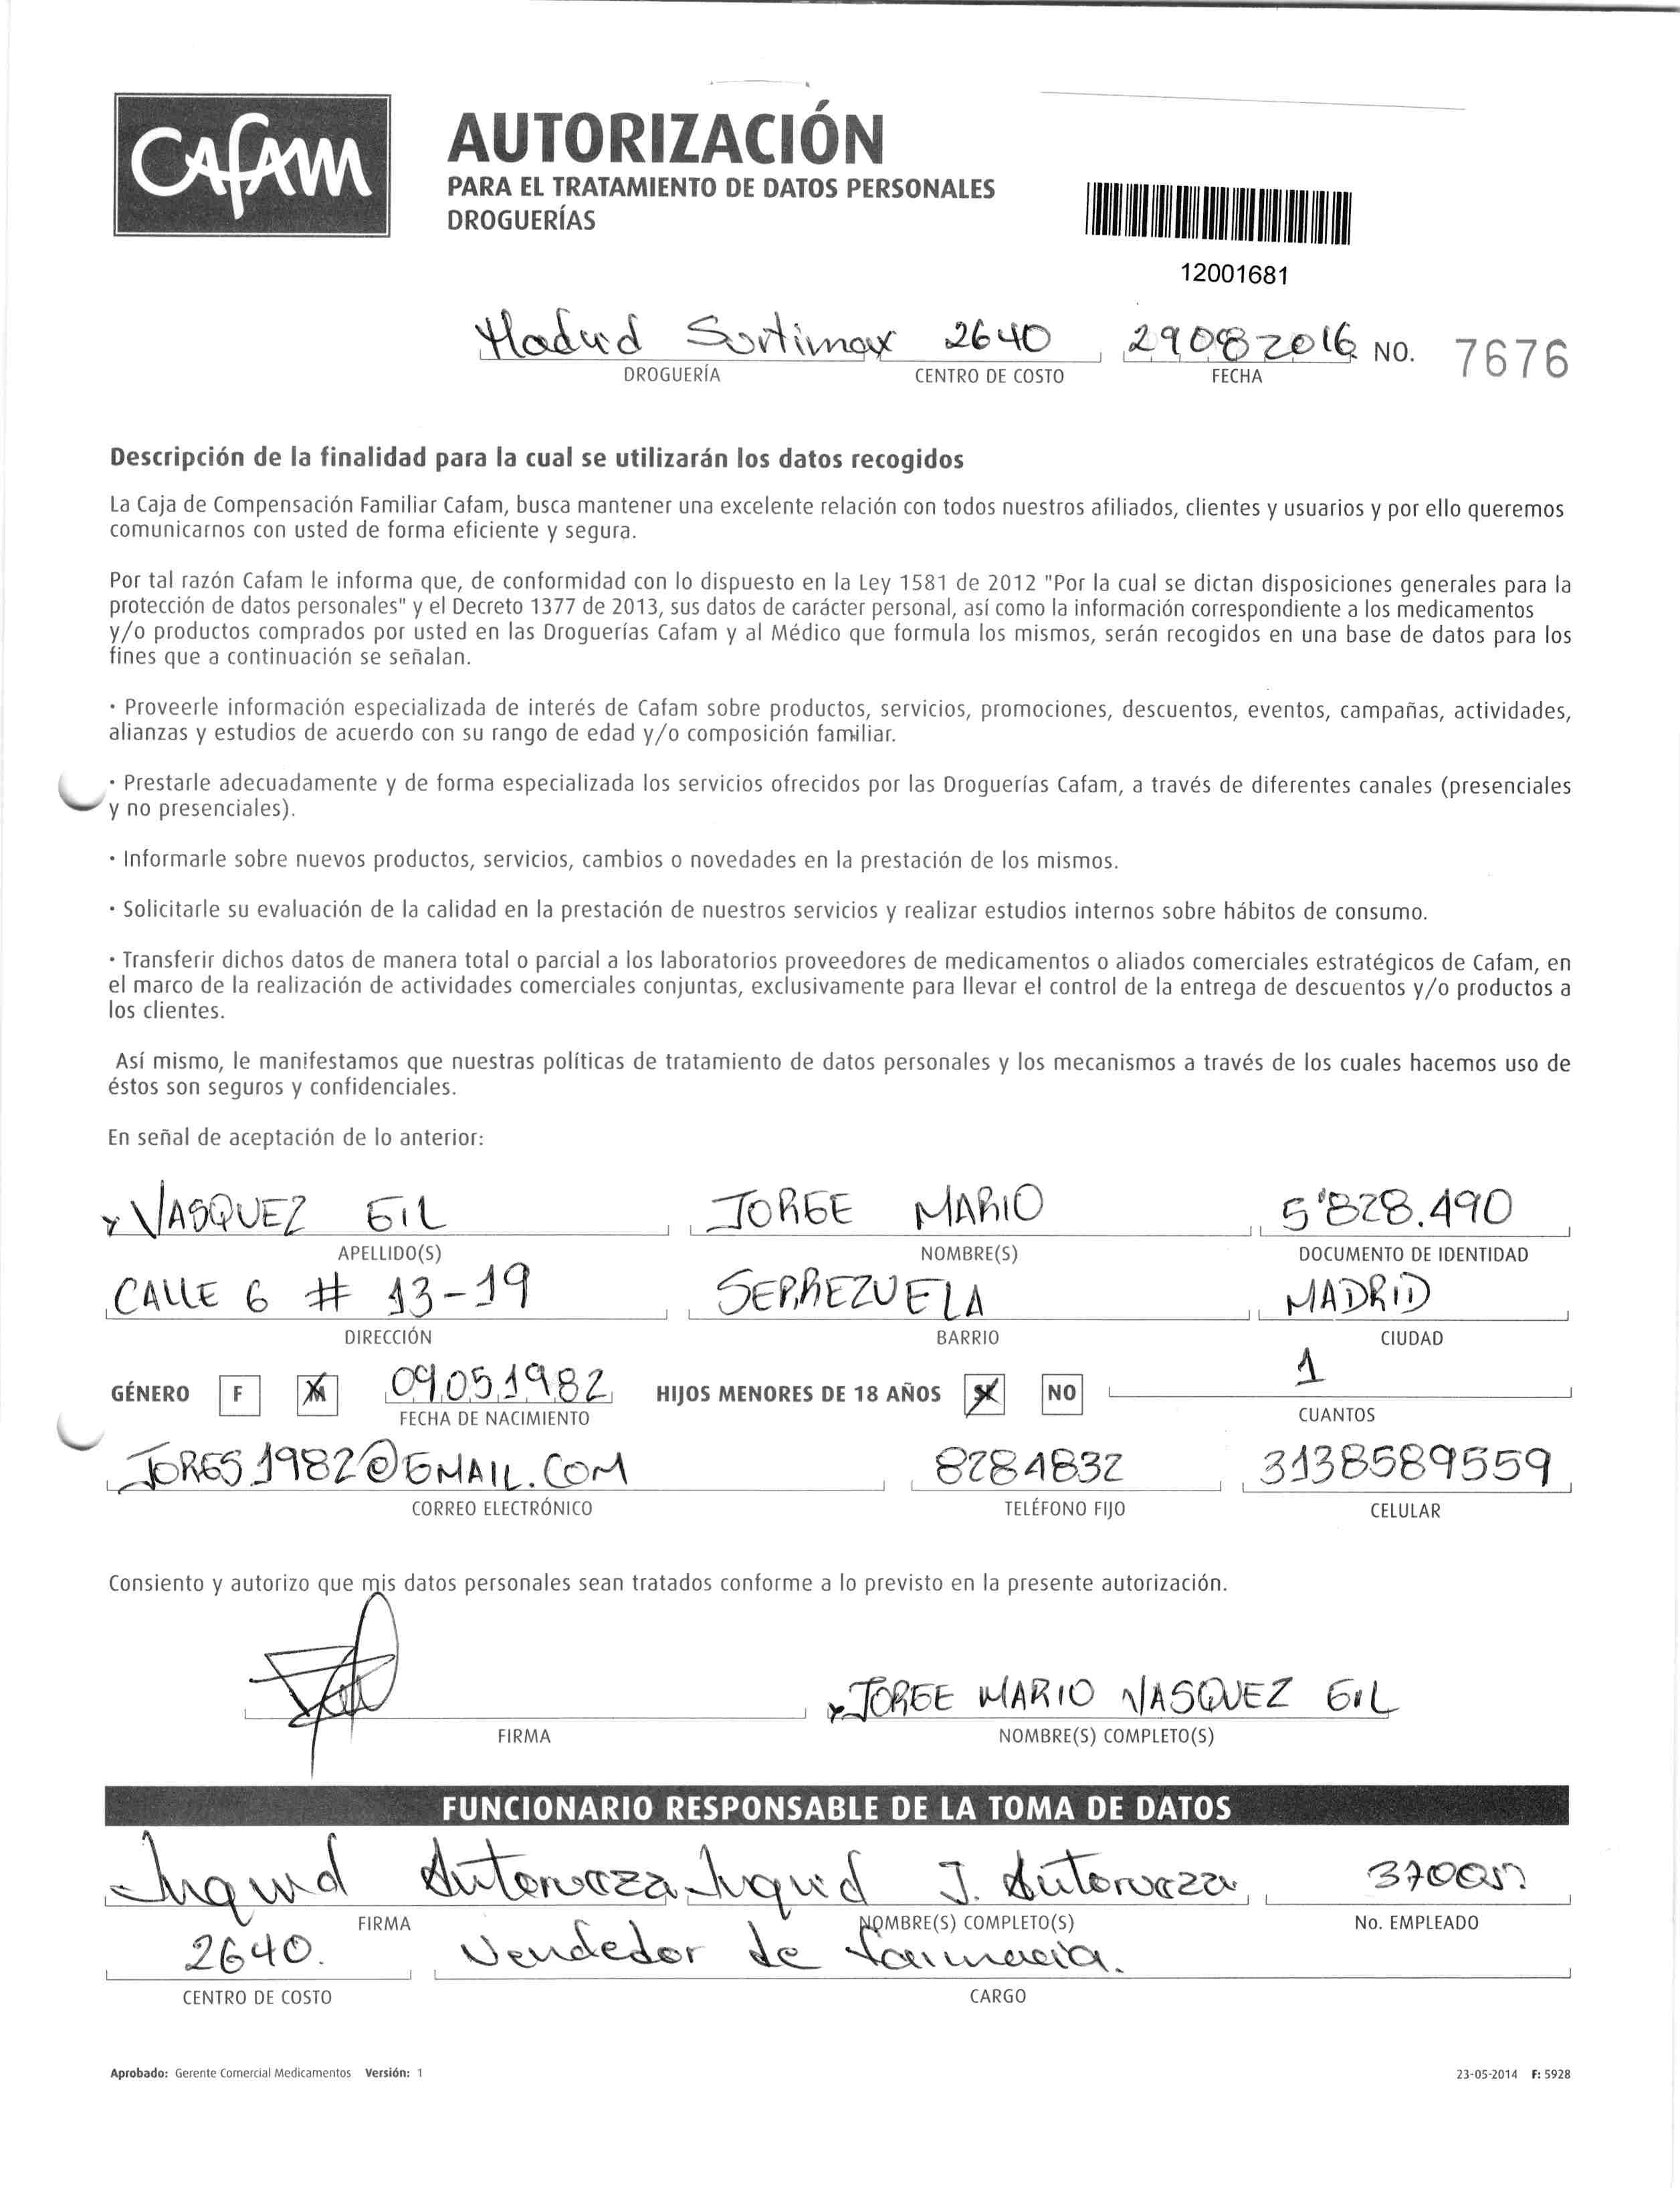 Cafam
AUTORIZACIÓN
PARA EL TRATAMIENTO DE DATOS PERSONALES
DROGUERÍAS
12001681
Madrid Sortimax 2640 29 08 2016 NO. 7676
DROGUERÍA CENTRO DE COSTO FECHA
Descripción de la finalidad para la cual se utilizarán los datos recogidos
La Caja de Compensación Familiar Cafam, busca mantener una excelente relación con todos nuestros afiliados, clientes y usuarios y por ello queremos
comunicarnos con usted de forma eficiente y segura.
Por tal razón Cafam le informa que, de conformidad con lo dispuesto en la Ley 1581 de 2012 "Por la cual se dictan disposiciones generales para la
protección de datos personales" y el Decreto 1377 de 2013, sus datos de carácter personal, así como la información correspondiente a los medicamentos
y/o productos comprados por usted en las Droguerías Cafam y al Médico que formula los mismos, serán recogidos en una base de datos para los
fines que a continuación se señalan.
· Proveerle información especializada de interés de Cafam sobre productos, servicios, promociones, descuentos, eventos, campañas, actividades,
alianzas y estudios de acuerdo con su rango de edad y/o composición familiar.
· Prestarle adecuadamente y de forma especializada los servicios ofrecidos por las Droguerías Cafam, a través de diferentes canales (presenciales
y no presenciales).
· Informarle sobre nuevos productos, servicios, cambios o novedades en la prestación de los mismos.
· Solicitarle su evaluación de la calidad en la prestación de nuestros servicios y realizar estudios internos sobre hábitos de consumo.
· Transferir dichos datos de manera total o parcial a los laboratorios proveedores de medicamentos o aliados comerciales estratégicos de Cafam, en
el marco de la realización de actividades comerciales conjuntas, exclusivamente para llevar el control de la entrega de descuentos y/o productos a
los clientes.
Así mismo, le manifestamos que nuestras políticas de tratamiento de datos personales y los mecanismos a través de los cuales hacemos uso de
éstos son seguros y confidenciales.
En señal de aceptación de lo anterior:
VASQUEZ GIL JORGE MARIO 5'828.490
APELLIDO(S) NOMBRE(S) DOCUMENTO DE IDENTIDAD
CALLE 6 # 13-19 SERREZUELA MADRID
DIRECCIÓN BARRIO CIUDAD
GÉNERO F M 09 05 1982 HIJOS MENORES DE 18 AÑOS SI NO 1
FECHA DE NACIMIENTO CUANTOS
JORGS.1982@GMAIL.COM 8284832 3138589559
CORREO ELECTRÓNICO TELÉFONO FIJO CELULAR
Consiento y autorizo que mis datos personales sean tratados conforme a lo previsto en la presente autorización.
JORGE MARIO VASQUEZ GIL
FIRMA NOMBRE(S) COMPLETO(S)
FUNCIONARIO RESPONSABLE DE LA TOMA DE DATOS
J.
FIRMA NOMBRE(S) COMPLETO(S) No. EMPLEADO
2640. Vendedor de farmacia.
CENTRO DE COSTO CARGO
Aprobado: Gerente Comercial Medicamentos Versión: 1 23-05-2014 F: 5928